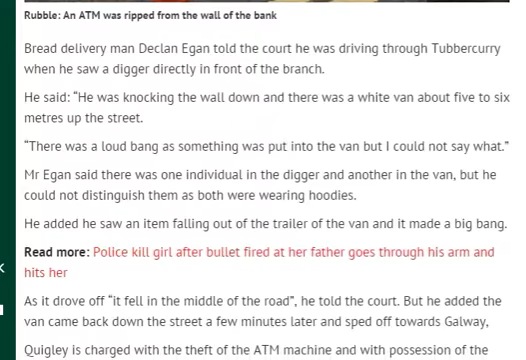 Rubble: An ATM was ripped from the wall of the bank
Bread delivery man Declan Egan told the court he was driving through Tubbercurry
when he saw a digger directly in front of the branch.
He said: “He was knocking the wall down and there was a white van about five to six
metres up the street.
“There was a loud bang as something was put into the van but I could not say what.”
Mr Egan said there was one individual in the digger and another in the van, but he
could not distinguish them as both were wearing hoodies.
He added he saw an item falling out of the trailer of the van and it made a big bang.
Read more: Police kill girl after bullet fired at her father goes through his arm and
hits her
As it drove off “it fell in the middle of the road”, he told the court. But he added the
van came back down the street a few minutes later and sped off towards Galway,
Quigley is charged with the theft of the ATM machine and with possession of the